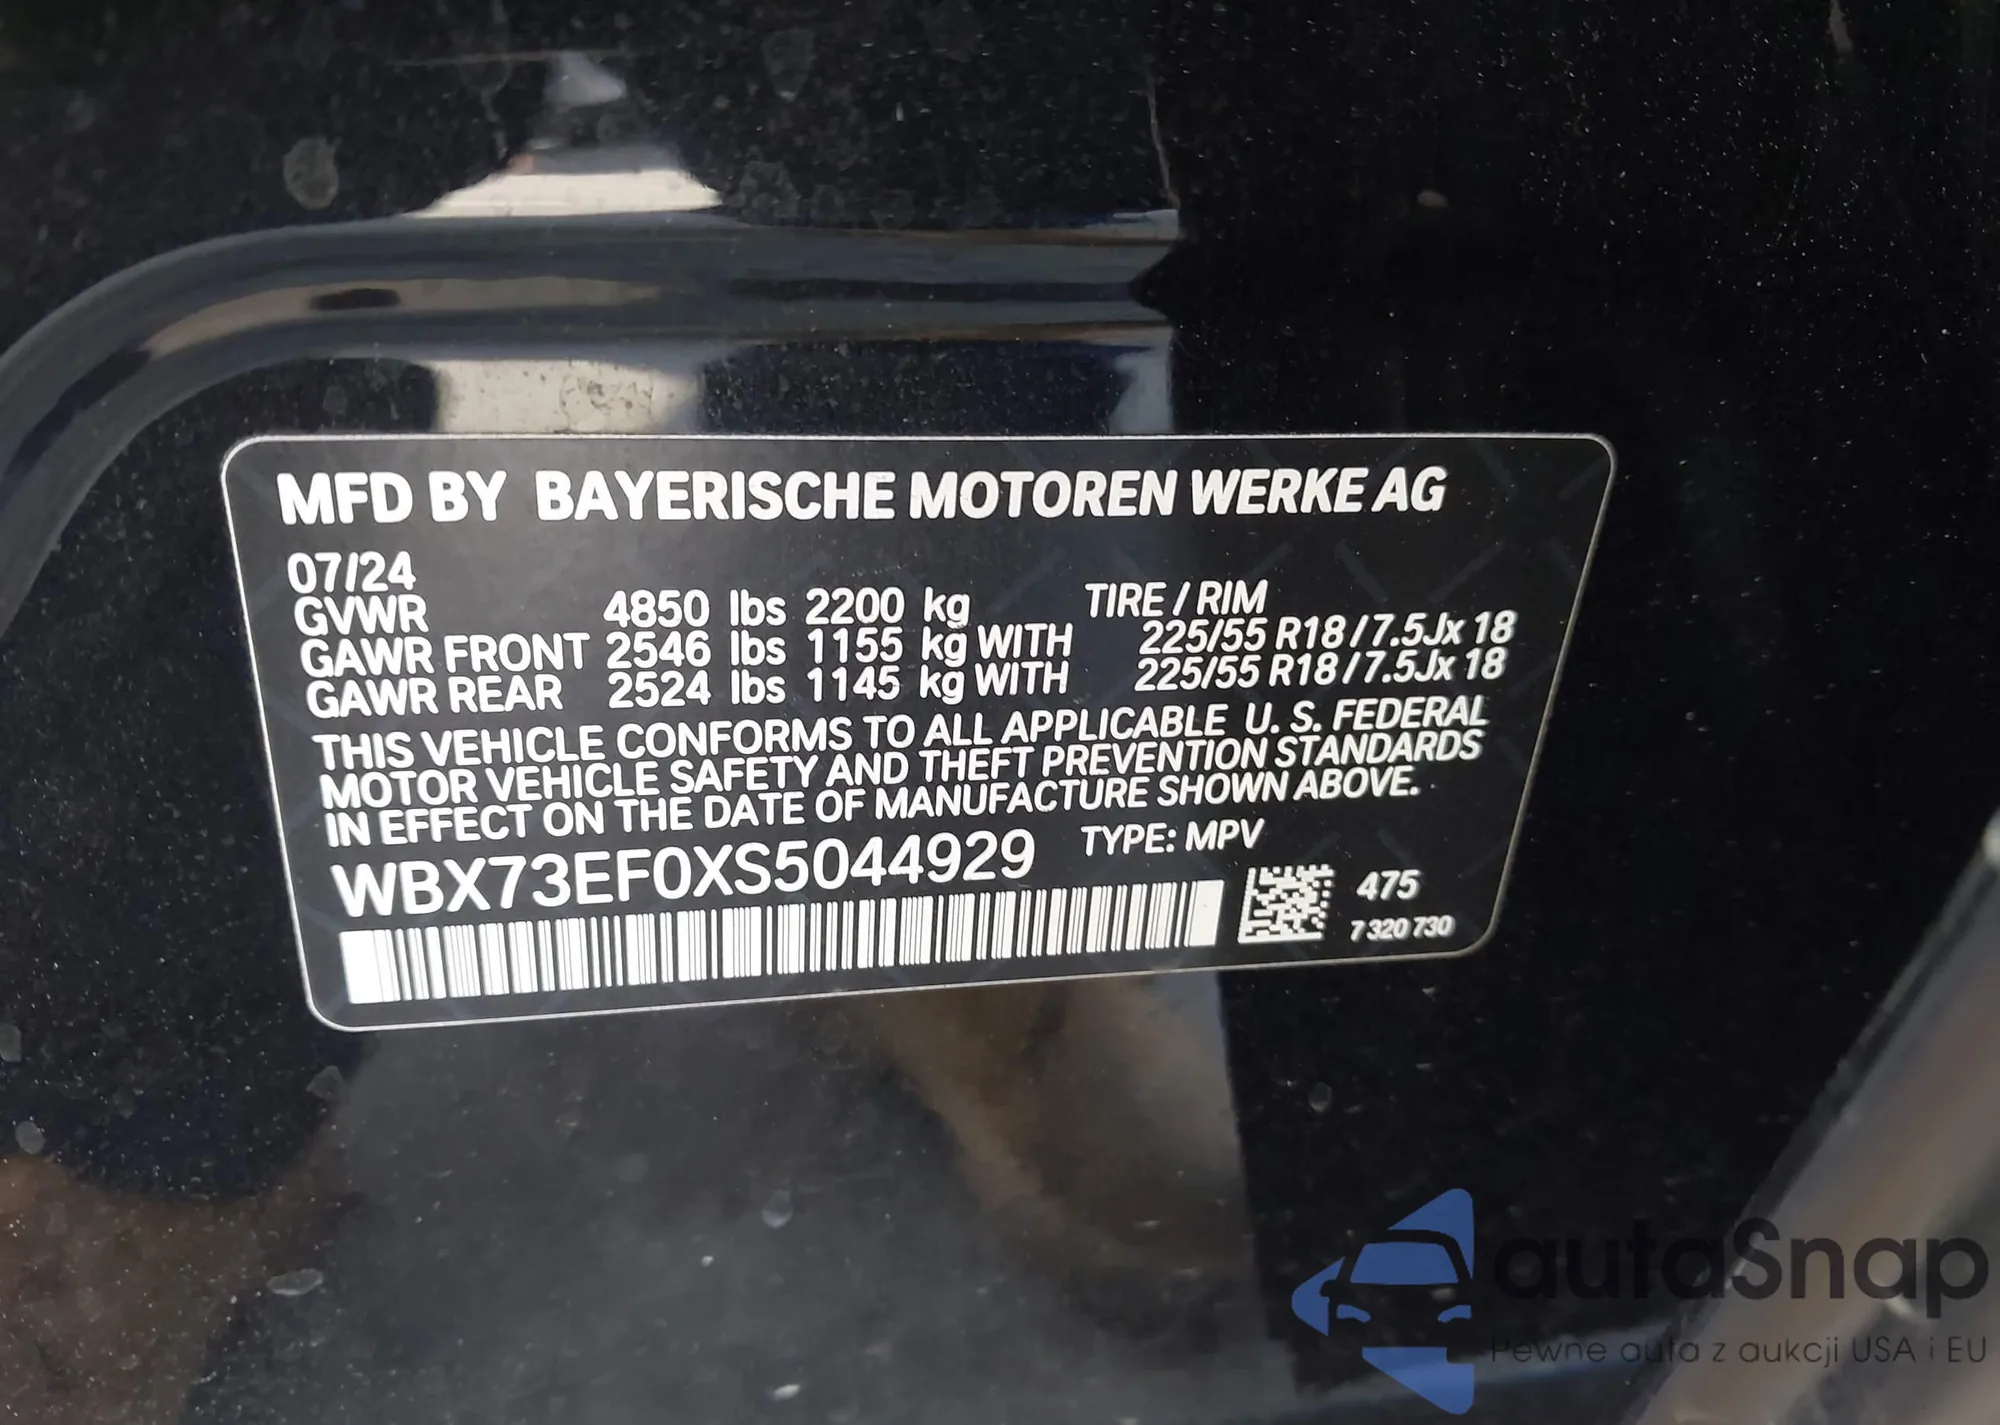 MFD BY BAYERISCHE MOTOREN WERKE AG
07/24
GVWR 4850 lbs 2200 kg TIRE / RIM
GAWR FRONT 2546 lbs 1155 kg WITH 225/55 R18 / 7.5Jx 18
GAWR REAR 2524 lbs 1145 kg WITH 225/55 R18 / 7.5Jx 18
THIS VEHICLE CONFORMS TO ALL APPLICABLE U. S. FEDERAL
MOTOR VEHICLE SAFETY AND THEFT PREVENTION STANDARDS
IN EFFECT ON THE DATE OF MANUFACTURE SHOWN ABOVE.
WBX73EF0XS5044929 TYPE: MPV
475
7 320 730
autaSnap
Pewne auta z aukcji USA i EU